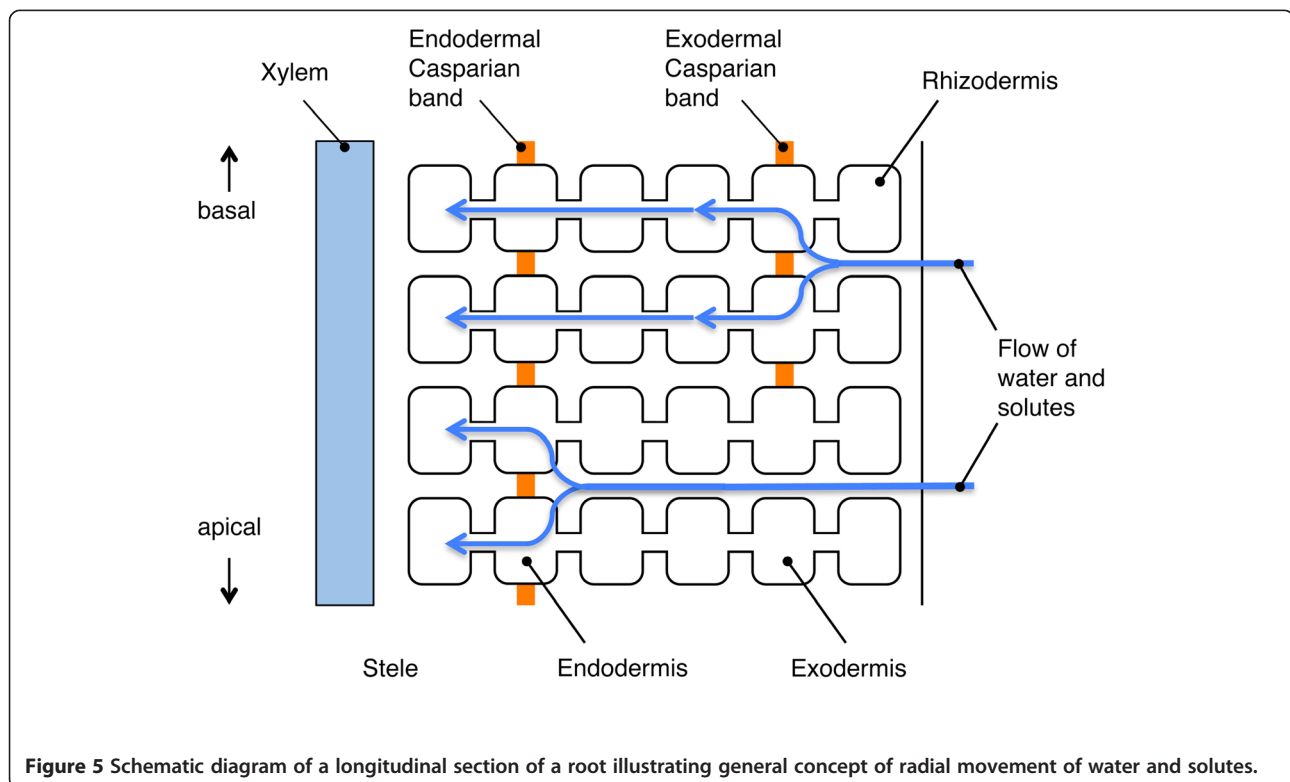 Endodermal
Casparian
band
Exodermal
Casparian
band
Xylem
Rhizodermis
basal
Flow of
water and
solutes
apical
Stele
Endodermis
Exodermis
Figure 5 Schematic diagram of a longitudinal section of a root illustrating general concept of radial movement of water and solutes.